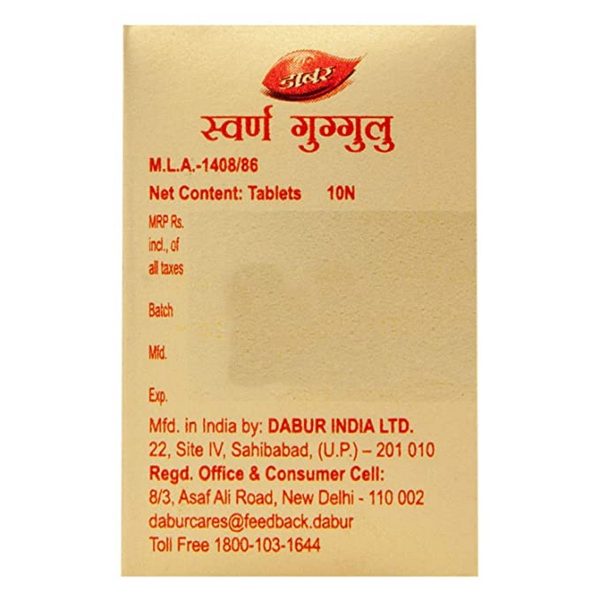 डाबर
स्वर्ण गुग्गुलु
M.L.A.-1408/86
Net Content: Tablets 10N
MRP Rs.
incl., of
all taxes
Batch
Mfd.
Exp.
Mfd. in India by: DABUR INDIA LTD.
22, Site IV, Sahibabad, (U.P.) – 201 010
Regd. Office & Consumer Cell:
8/3, Asaf Ali Road, New Delhi - 110 002
daburcares@feedback.dabur
Toll Free 1800-103-1644